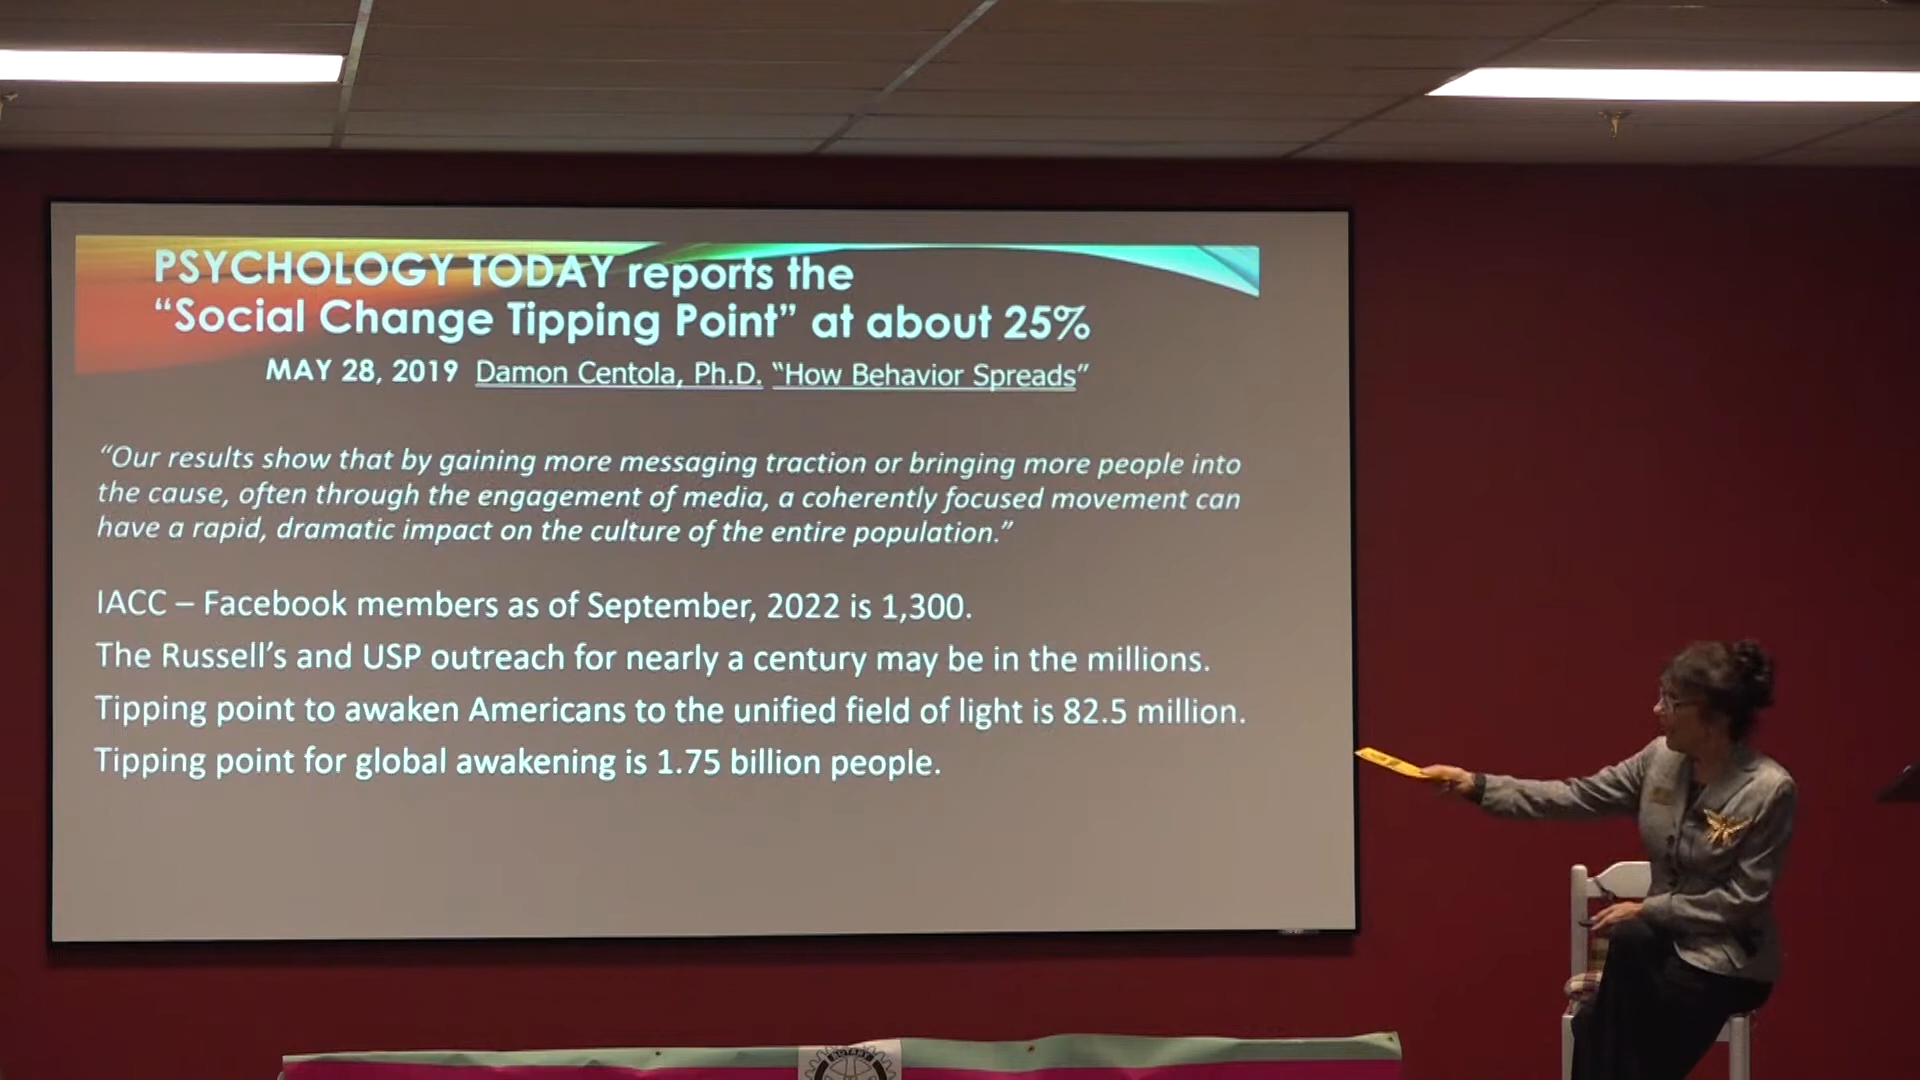 PSYCHOLOGY TODAY reports the
“Social Change Tipping Point” at about 25%
MAY 28, 2019 Damon Centola, Ph.D. “How Behavior Spreads”
“Our results show that by gaining more messaging traction or bringing more people into
the cause, often through the engagement of media, a coherently focused movement can
have a rapid, dramatic impact on the culture of the entire population.”
IACC – Facebook members as of September, 2022 is 1,300.
The Russell’s and USP outreach for nearly a century may be in the millions.
Tipping point to awaken Americans to the unified field of light is 82.5 million.
Tipping point for global awakening is 1.75 billion people.
ROTARY